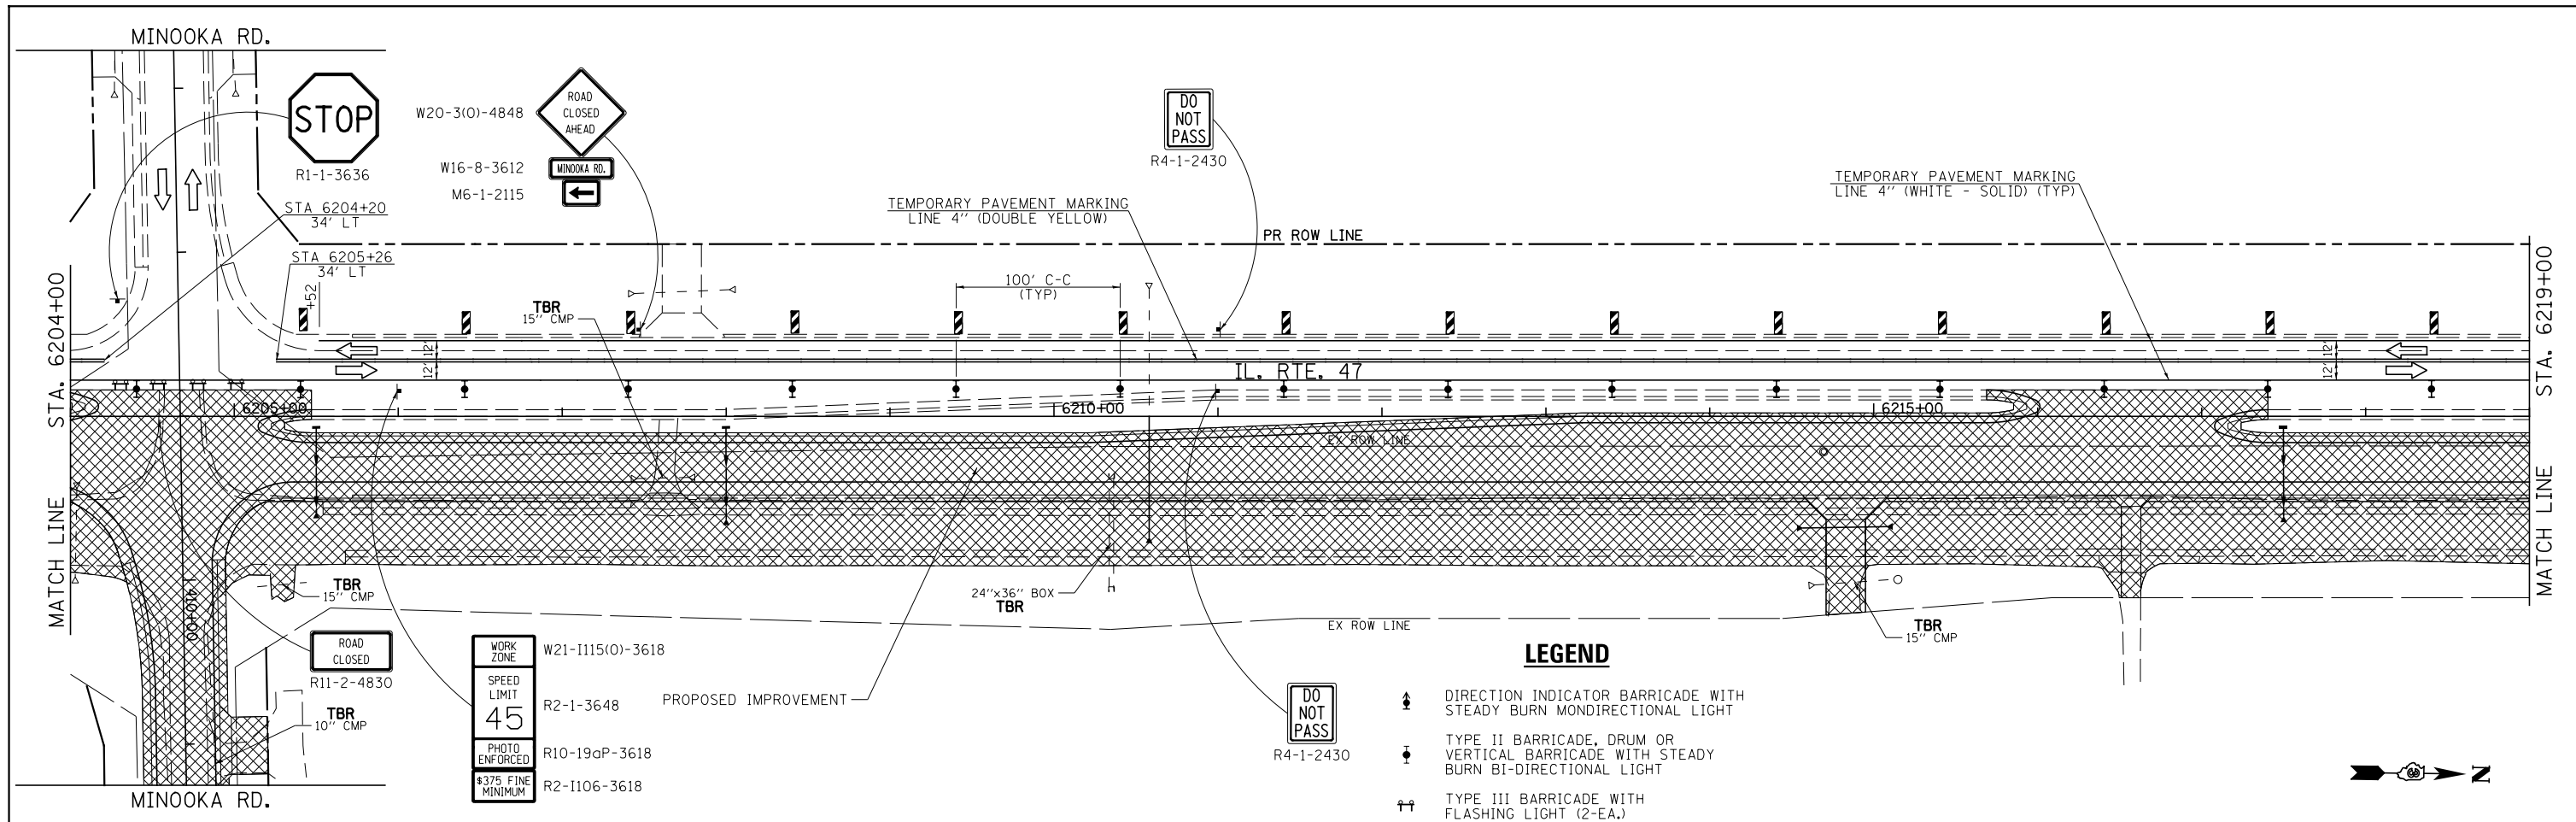 MINOOKA RD.
STOP
R1-1-3636
W20-3(O)-4848
ROAD
CLOSED
AHEAD
W16-8-3612
MINOOKA RD.
M6-1-2115
DO
NOT
PASS
R4-1-2430
STA 6204+20
34' LT
STA 6205+26
34' LT
+52
TEMPORARY PAVEMENT MARKING
LINE 4" (DOUBLE YELLOW)
TEMPORARY PAVEMENT MARKING
LINE 4" (WHITE - SOLID) (TYP)
PR ROW LINE
100' C-C
(TYP)
TBR
15" CMP
STA. 6204+00
MATCH LINE
STA. 6219+00
MATCH LINE
12'
12'
12'
12'
IL. RTE. 47
6205+00
6210+00
6215+00
EX ROW LINE
410+00
TBR
15" CMP
24"x36" BOX
TBR
EX ROW LINE
TBR
15" CMP
ROAD
CLOSED
R11-2-4830
TBR
10" CMP
WORK
ZONE
W21-I115(O)-3618
SPEED
LIMIT
45
R2-1-3648
PHOTO
ENFORCED
R10-19aP-3618
$375 FINE
MINIMUM
R2-I106-3618
PROPOSED IMPROVEMENT
DO
NOT
PASS
R4-1-2430
LEGEND
DIRECTION INDICATOR BARRICADE WITH
STEADY BURN MONDIRECTIONAL LIGHT
TYPE II BARRICADE, DRUM OR
VERTICAL BARRICADE WITH STEADY
BURN BI-DIRECTIONAL LIGHT
TYPE III BARRICADE WITH
FLASHING LIGHT (2-EA.)
N
MINOOKA RD.